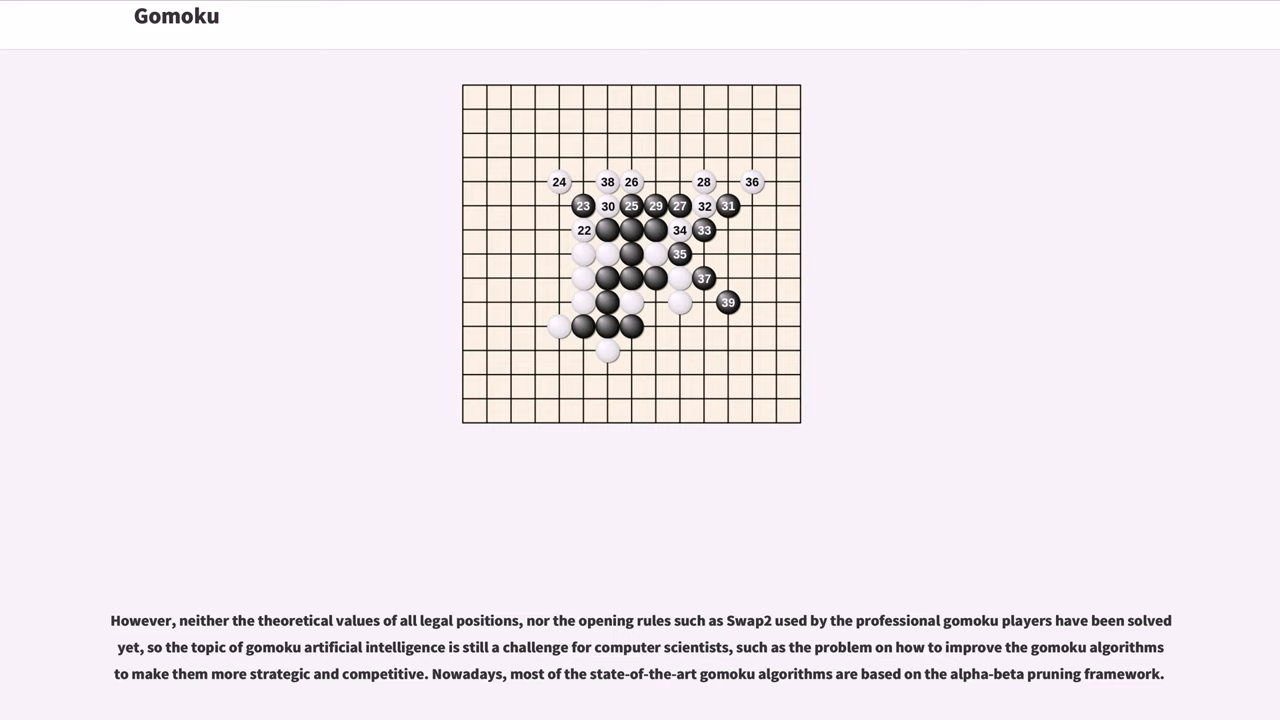 Gomoku
24 38 26 28 36
23 30 25 29 27 32 31
22 34 33
35
37
39
However, neither the theoretical values of all legal positions, nor the opening rules such as Swap2 used by the professional gomoku players have been solved
yet, so the topic of gomoku artificial intelligence is still a challenge for computer scientists, such as the problem on how to improve the gomoku algorithms
to make them more strategic and competitive. Nowadays, most of the state-of-the-art gomoku algorithms are based on the alpha-beta pruning framework.